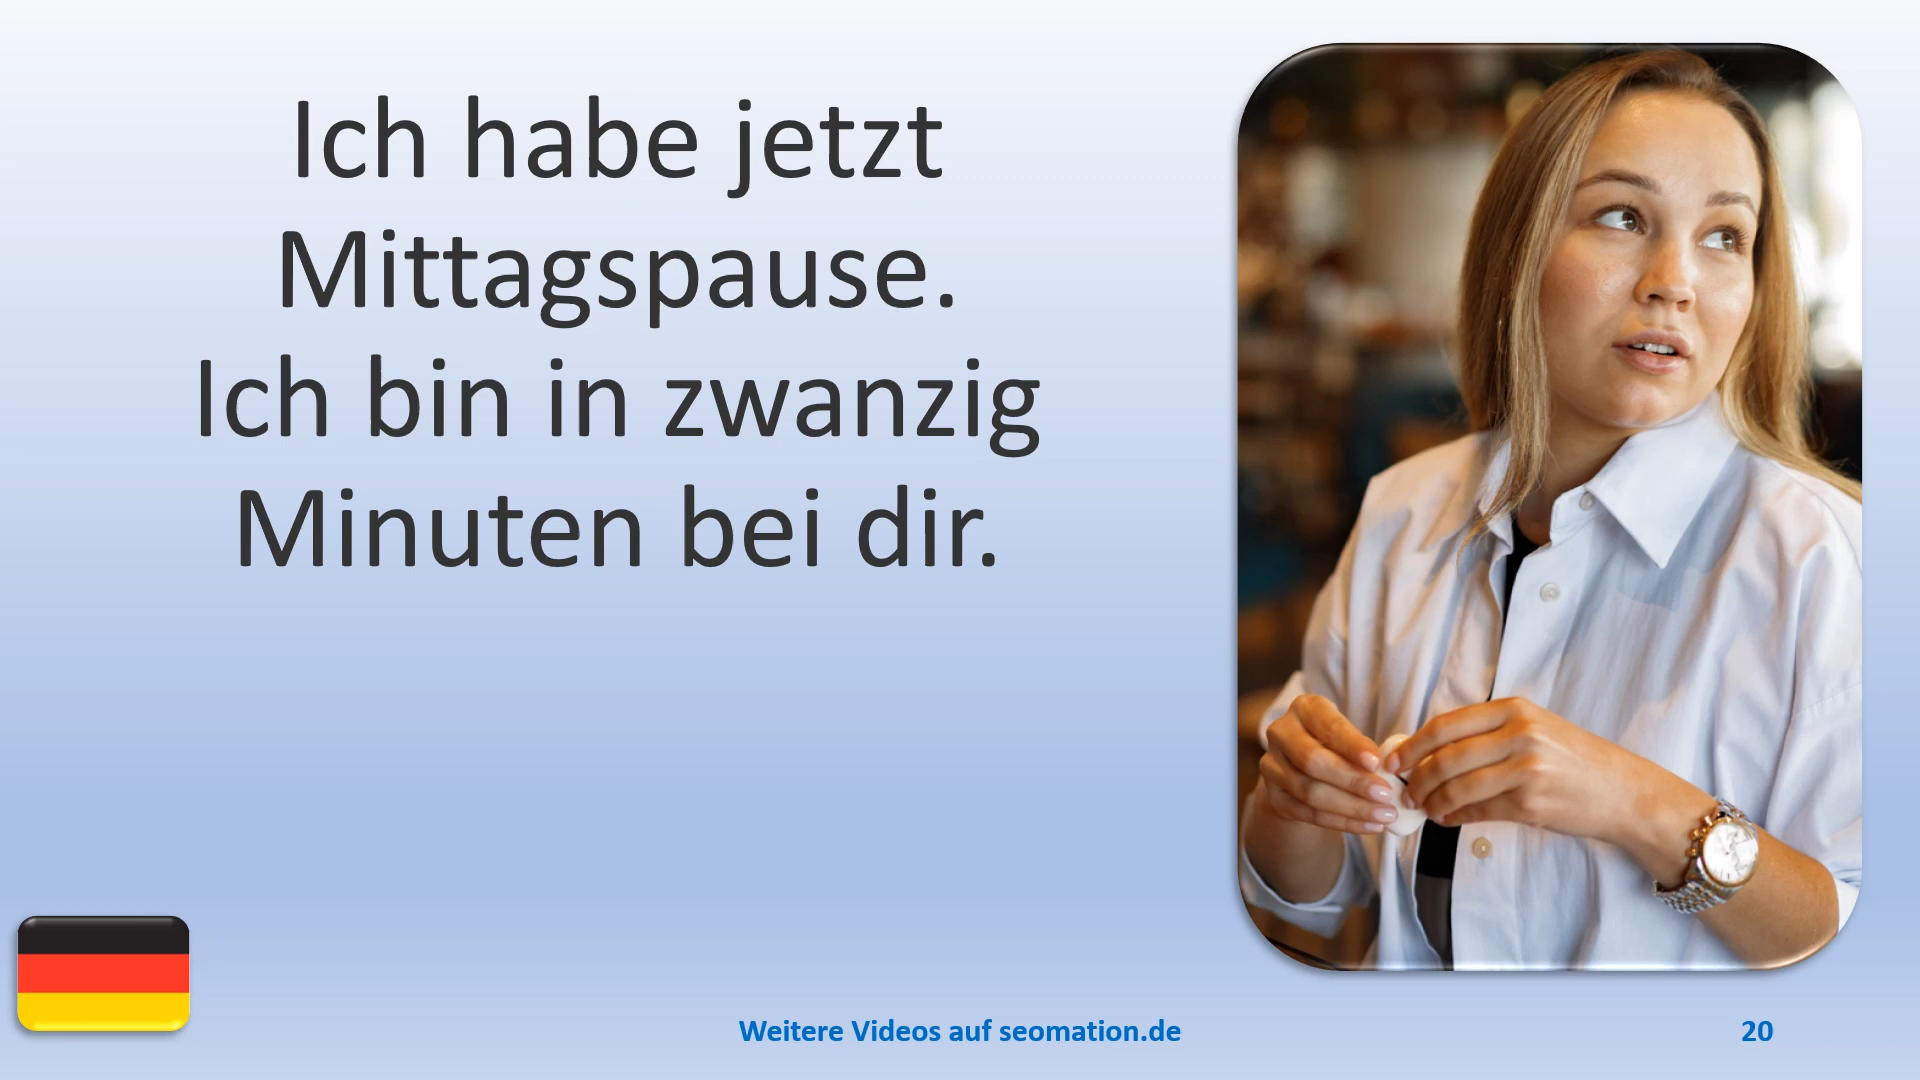 Ich habe jetzt
Mittagspause.
Ich bin in zwanzig
Minuten bei dir.
Weitere Videos auf seomation.de
20